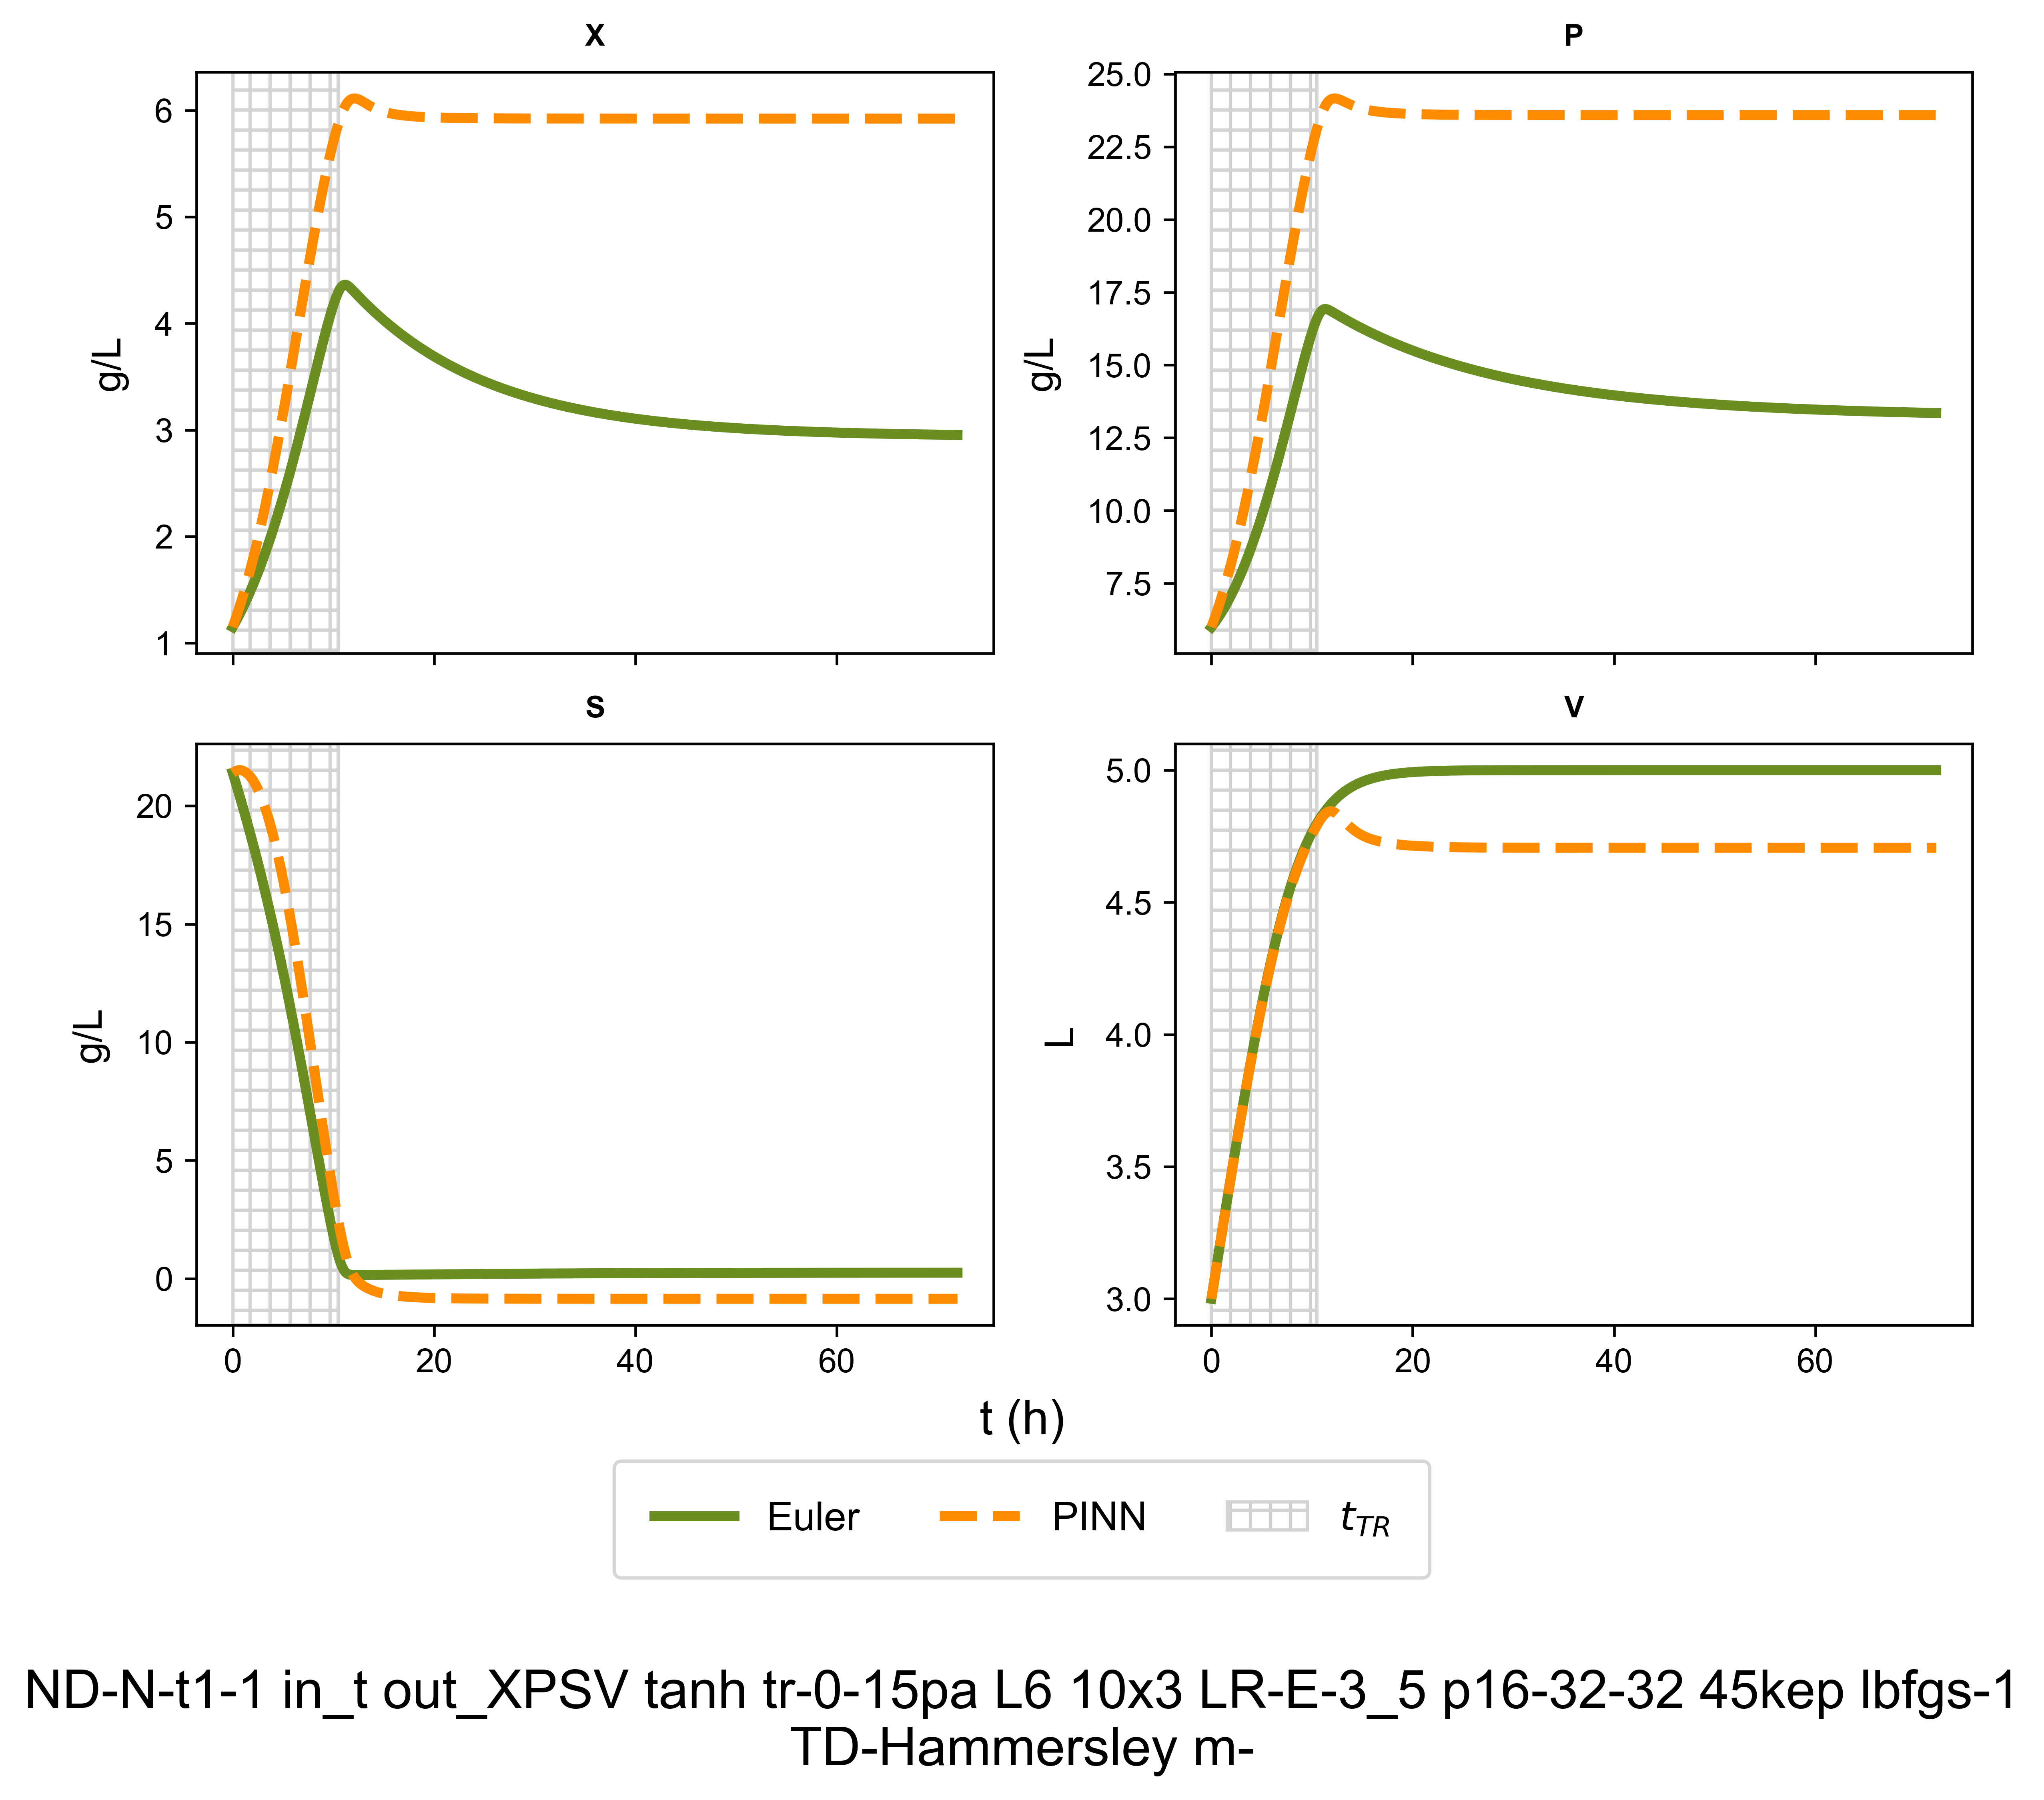 X
P
6
5
4
3
2
1
g/L
25.0
22.5
20.0
17.5
15.0
12.5
10.0
7.5
g/L
S
V
20
15
10
5
0
g/L
5.0
4.5
4.0
3.5
3.0
L
0 20 40 60
0 20 40 60
t (h)
Euler PINN t_TR
ND-N-t1-1 in_t out_XPSV tanh tr-0-15pa L6 10x3 LR-E-3_5 p16-32-32 45kep lbfgs-1
TD-Hammersley m-